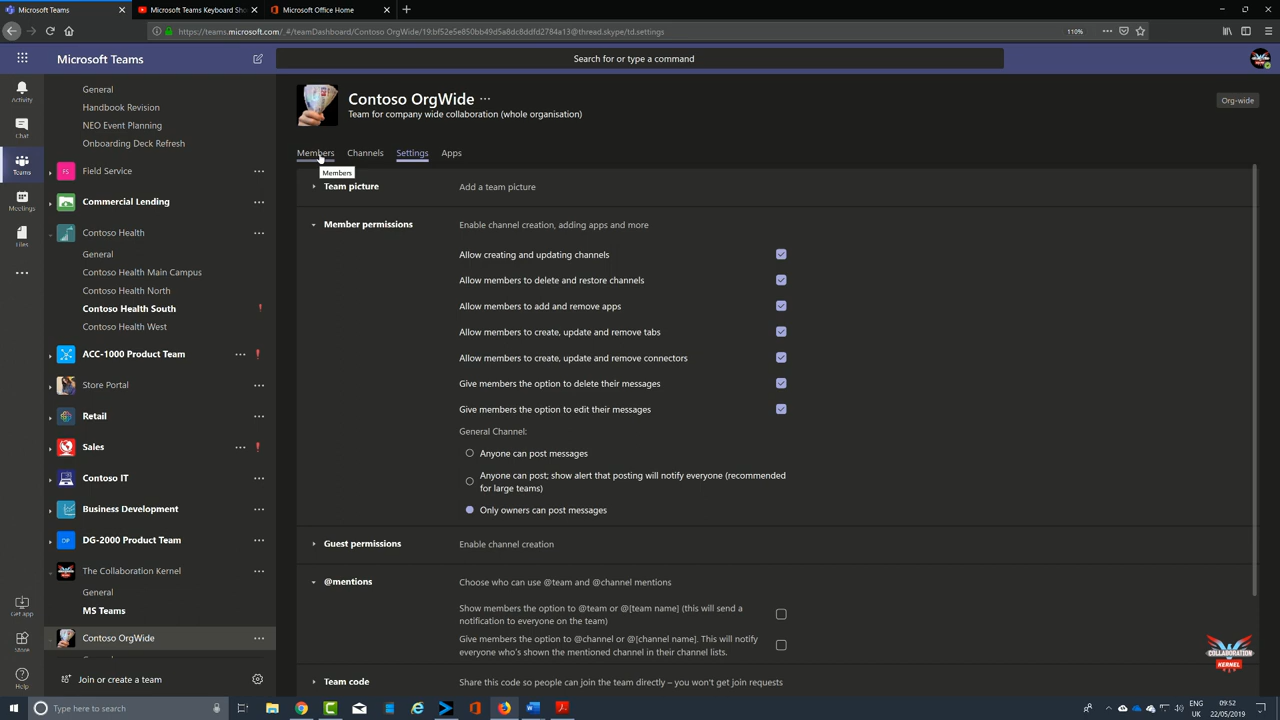 Microsoft Teams
Microsoft Teams Keyboard Sho
Microsoft Office Home
https://teams.microsoft.com/_#/teamDashboard/Contoso OrgWide/19:bf52e5e850bb49d5a8dc8ddfd2784a13@thread.skype/td.settings
110%
Microsoft Teams
Search for or type a command
Activity
Chat
Teams
Meetings
Files
Get app
More
Help
General
Handbook Revision
NEO Event Planning
Onboarding Deck Refresh
FS
Field Service
Commercial Lending
Contoso Health
General
Contoso Health Main Campus
Contoso Health North
Contoso Health South
Contoso Health West
ACC-1000 Product Team
Store Portal
Retail
Sales
Contoso IT
Business Development
DP
DG-2000 Product Team
The Collaboration Kernel
General
MS Teams
Contoso OrgWide
Join or create a team
Contoso OrgWide
Team for company wide collaboration (whole organisation)
Org-wide
Members
Channels
Settings
Apps
Members
Team picture
Add a team picture
Member permissions
Enable channel creation, adding apps and more
Allow creating and updating channels
Allow members to delete and restore channels
Allow members to add and remove apps
Allow members to create, update and remove tabs
Allow members to create, update and remove connectors
Give members the option to delete their messages
Give members the option to edit their messages
General Channel:
Anyone can post messages
Anyone can post; show alert that posting will notify everyone (recommended
for large teams)
Only owners can post messages
Guest permissions
Enable channel creation
@mentions
Choose who can use @team and @channel mentions
Show members the option to @team or @[team name] (this will send a
notification to everyone on the team)
Give members the option to @channel or @[channel name]. This will notify
everyone who's shown the mentioned channel in their channel lists.
Team code
Share this code so people can join the team directly – you won't get join requests
COLLABORATION
KERNEL
Type here to search
ENG
UK
09:52
22/05/2019